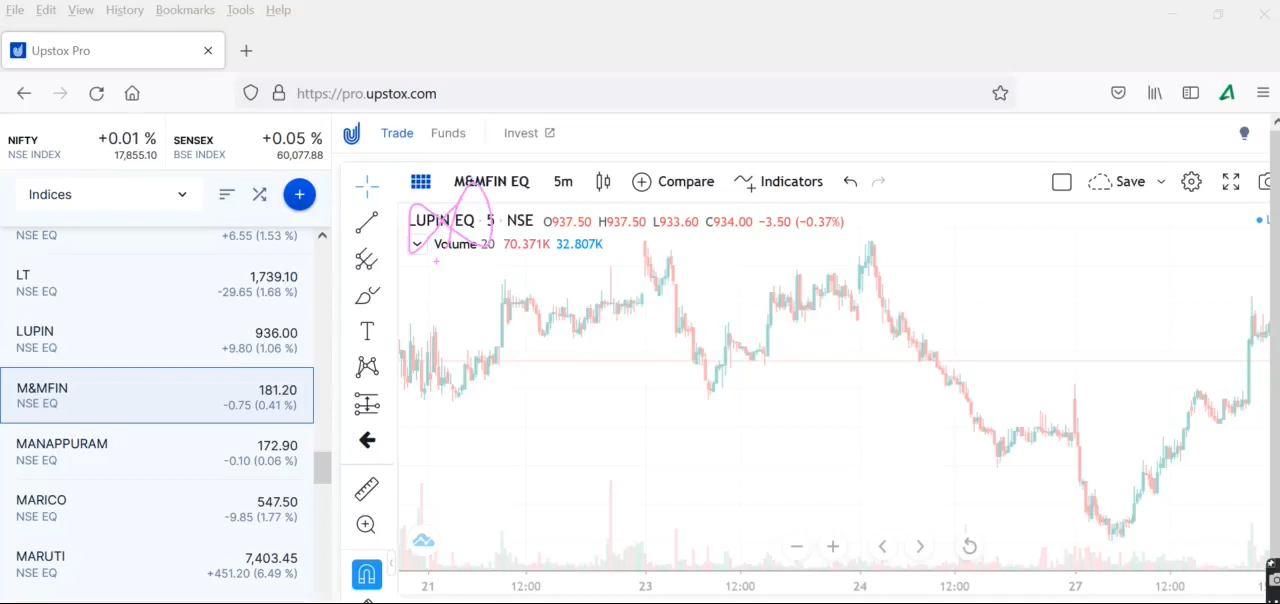 File Edit View History Bookmarks Tools Help
Upstox Pro
https://pro.upstox.com
NIFTY +0.01 % SENSEX +0.05 %
NSE INDEX 17,855.10 BSE INDEX 60,077.88
Trade Funds Invest
Indices
M&MFIN EQ 5m Compare Indicators Save
LUPIN EQ · 5 · NSE O937.50 H937.50 L933.60 C934.00 −3.50 (−0.37%)
Volume 20 70.371K 32.807K
NSE EQ +6.55 (1.53 %)
LT 1,739.10
NSE EQ -29.65 (1.68 %)
LUPIN 936.00
NSE EQ +9.80 (1.06 %)
M&MFIN 181.20
NSE EQ -0.75 (0.41 %)
MANAPPURAM 172.90
NSE EQ -0.10 (0.06 %)
MARICO 547.50
NSE EQ -9.85 (1.77 %)
MARUTI 7,403.45
NSE EQ +451.20 (6.49 %)
21 12:00 23 12:00 24 12:00 27 12:00